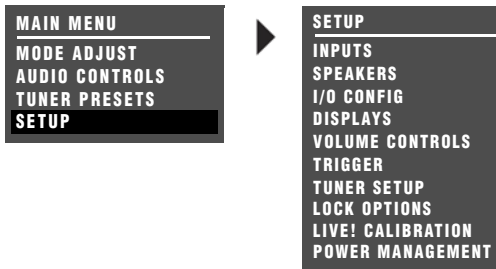 MAIN MENU
MODE ADJUST
AUDIO CONTROLS
TUNER PRESETS
SETUP
SETUP
INPUTS
SPEAKERS
I/O CONFIG
DISPLAYS
VOLUME CONTROLS
TRIGGER
TUNER SETUP
LOCK OPTIONS
LIVE! CALIBRATION
POWER MANAGEMENT